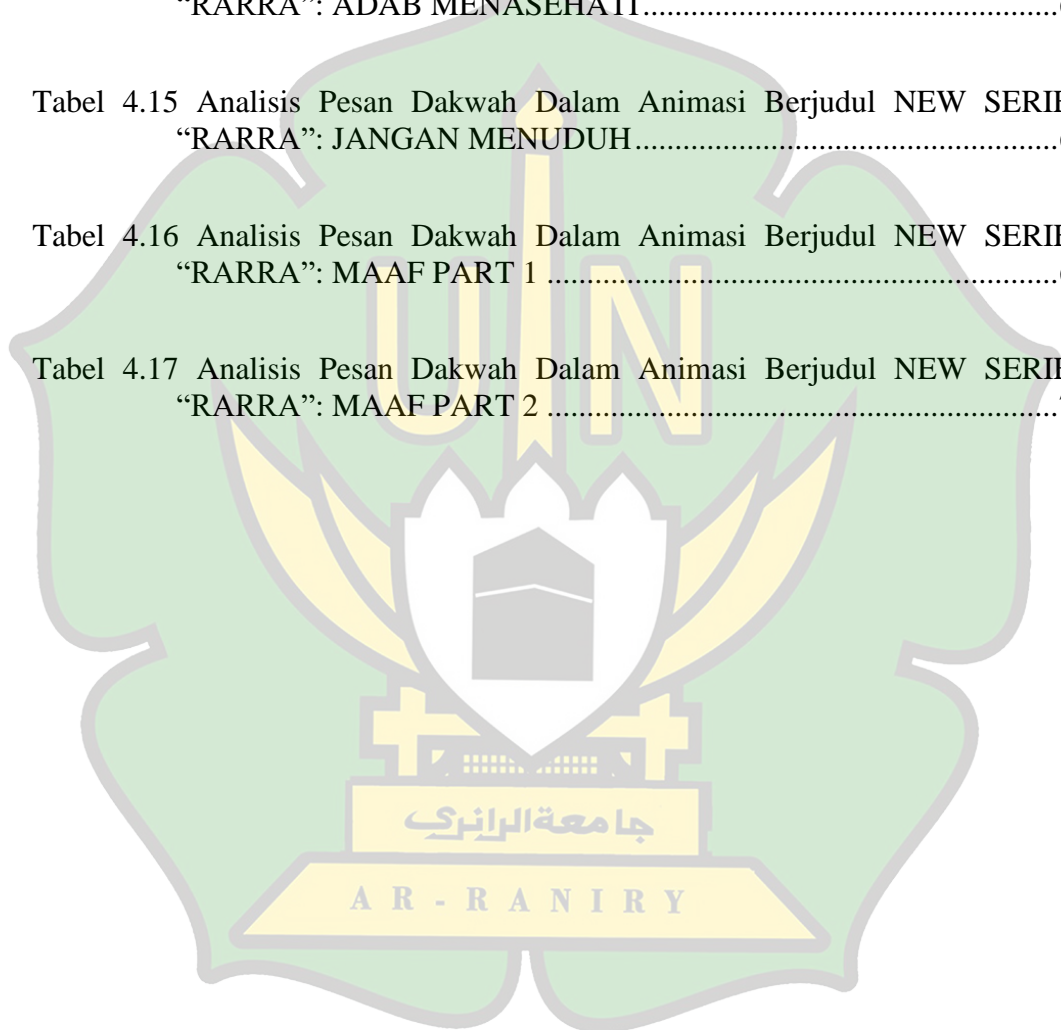 “RARRA”: ADAB MENASEHATI.............................................
Tabel 4.15 Analisis Pesan Dakwah Dalam Animasi Berjudul NEW SERIE
“RARRA”: JANGAN MENUDUH.............................................
Tabel 4.16 Analisis Pesan Dakwah Dalam Animasi Berjudul NEW SERIE
“RARRA”: MAAF PART 1 ......................................................
Tabel 4.17 Analisis Pesan Dakwah Dalam Animasi Berjudul NEW SERIE
“RARRA”: MAAF PART 2 ......................................................
UIN
جامعة الرانري
AR-RANIRY